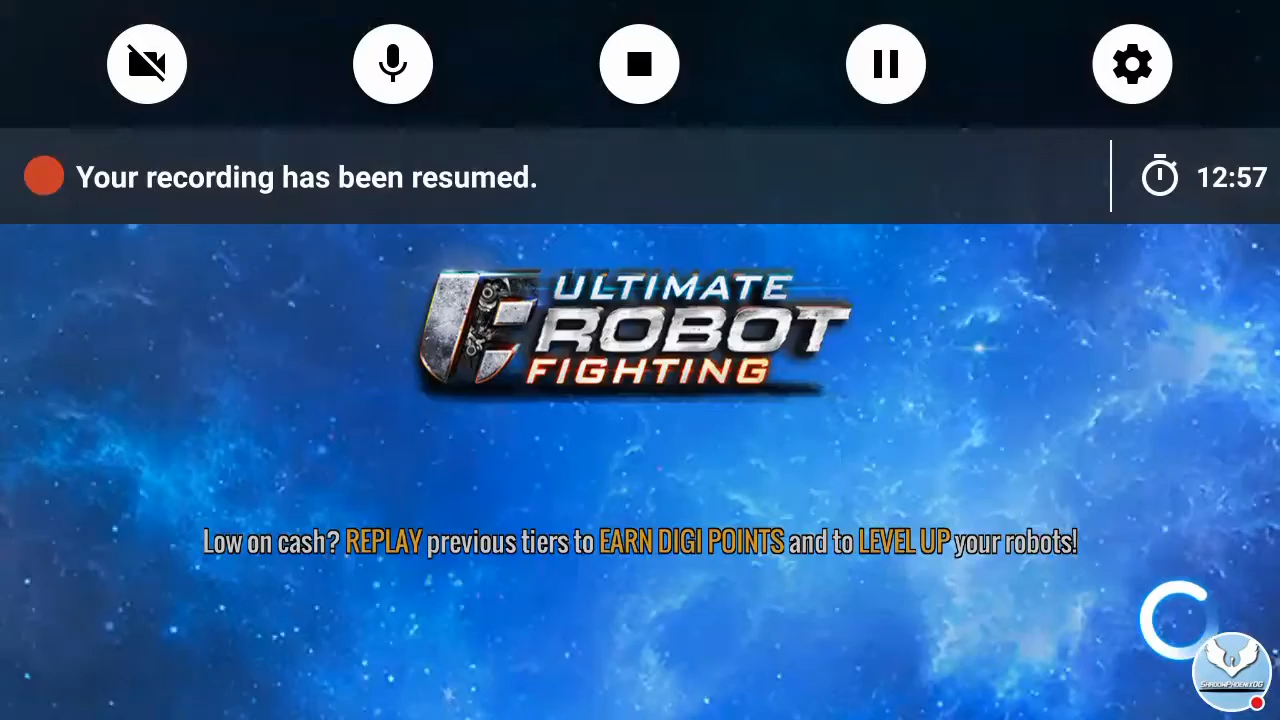 Your recording has been resumed.
12:57
ULTIMATE
ROBOT
FIGHTING
Low on cash? REPLAY previous tiers to EARN DIGI POINTS and to LEVEL UP your robots!
SHADOWPHOENIXDG